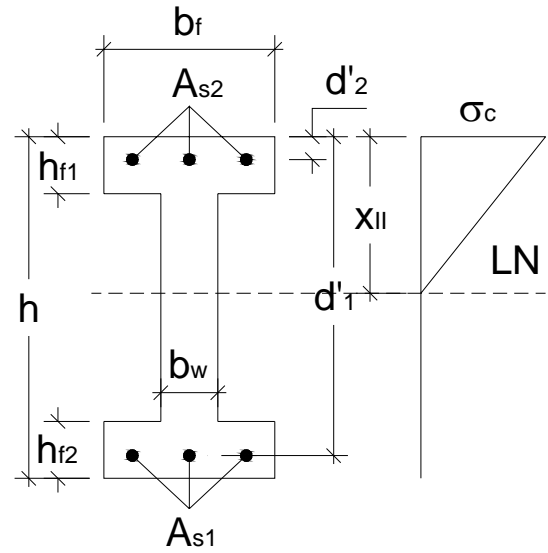 bf
As2
d'2
σc
hf1
xII
LN
d'1
h
bw
hf2
As1